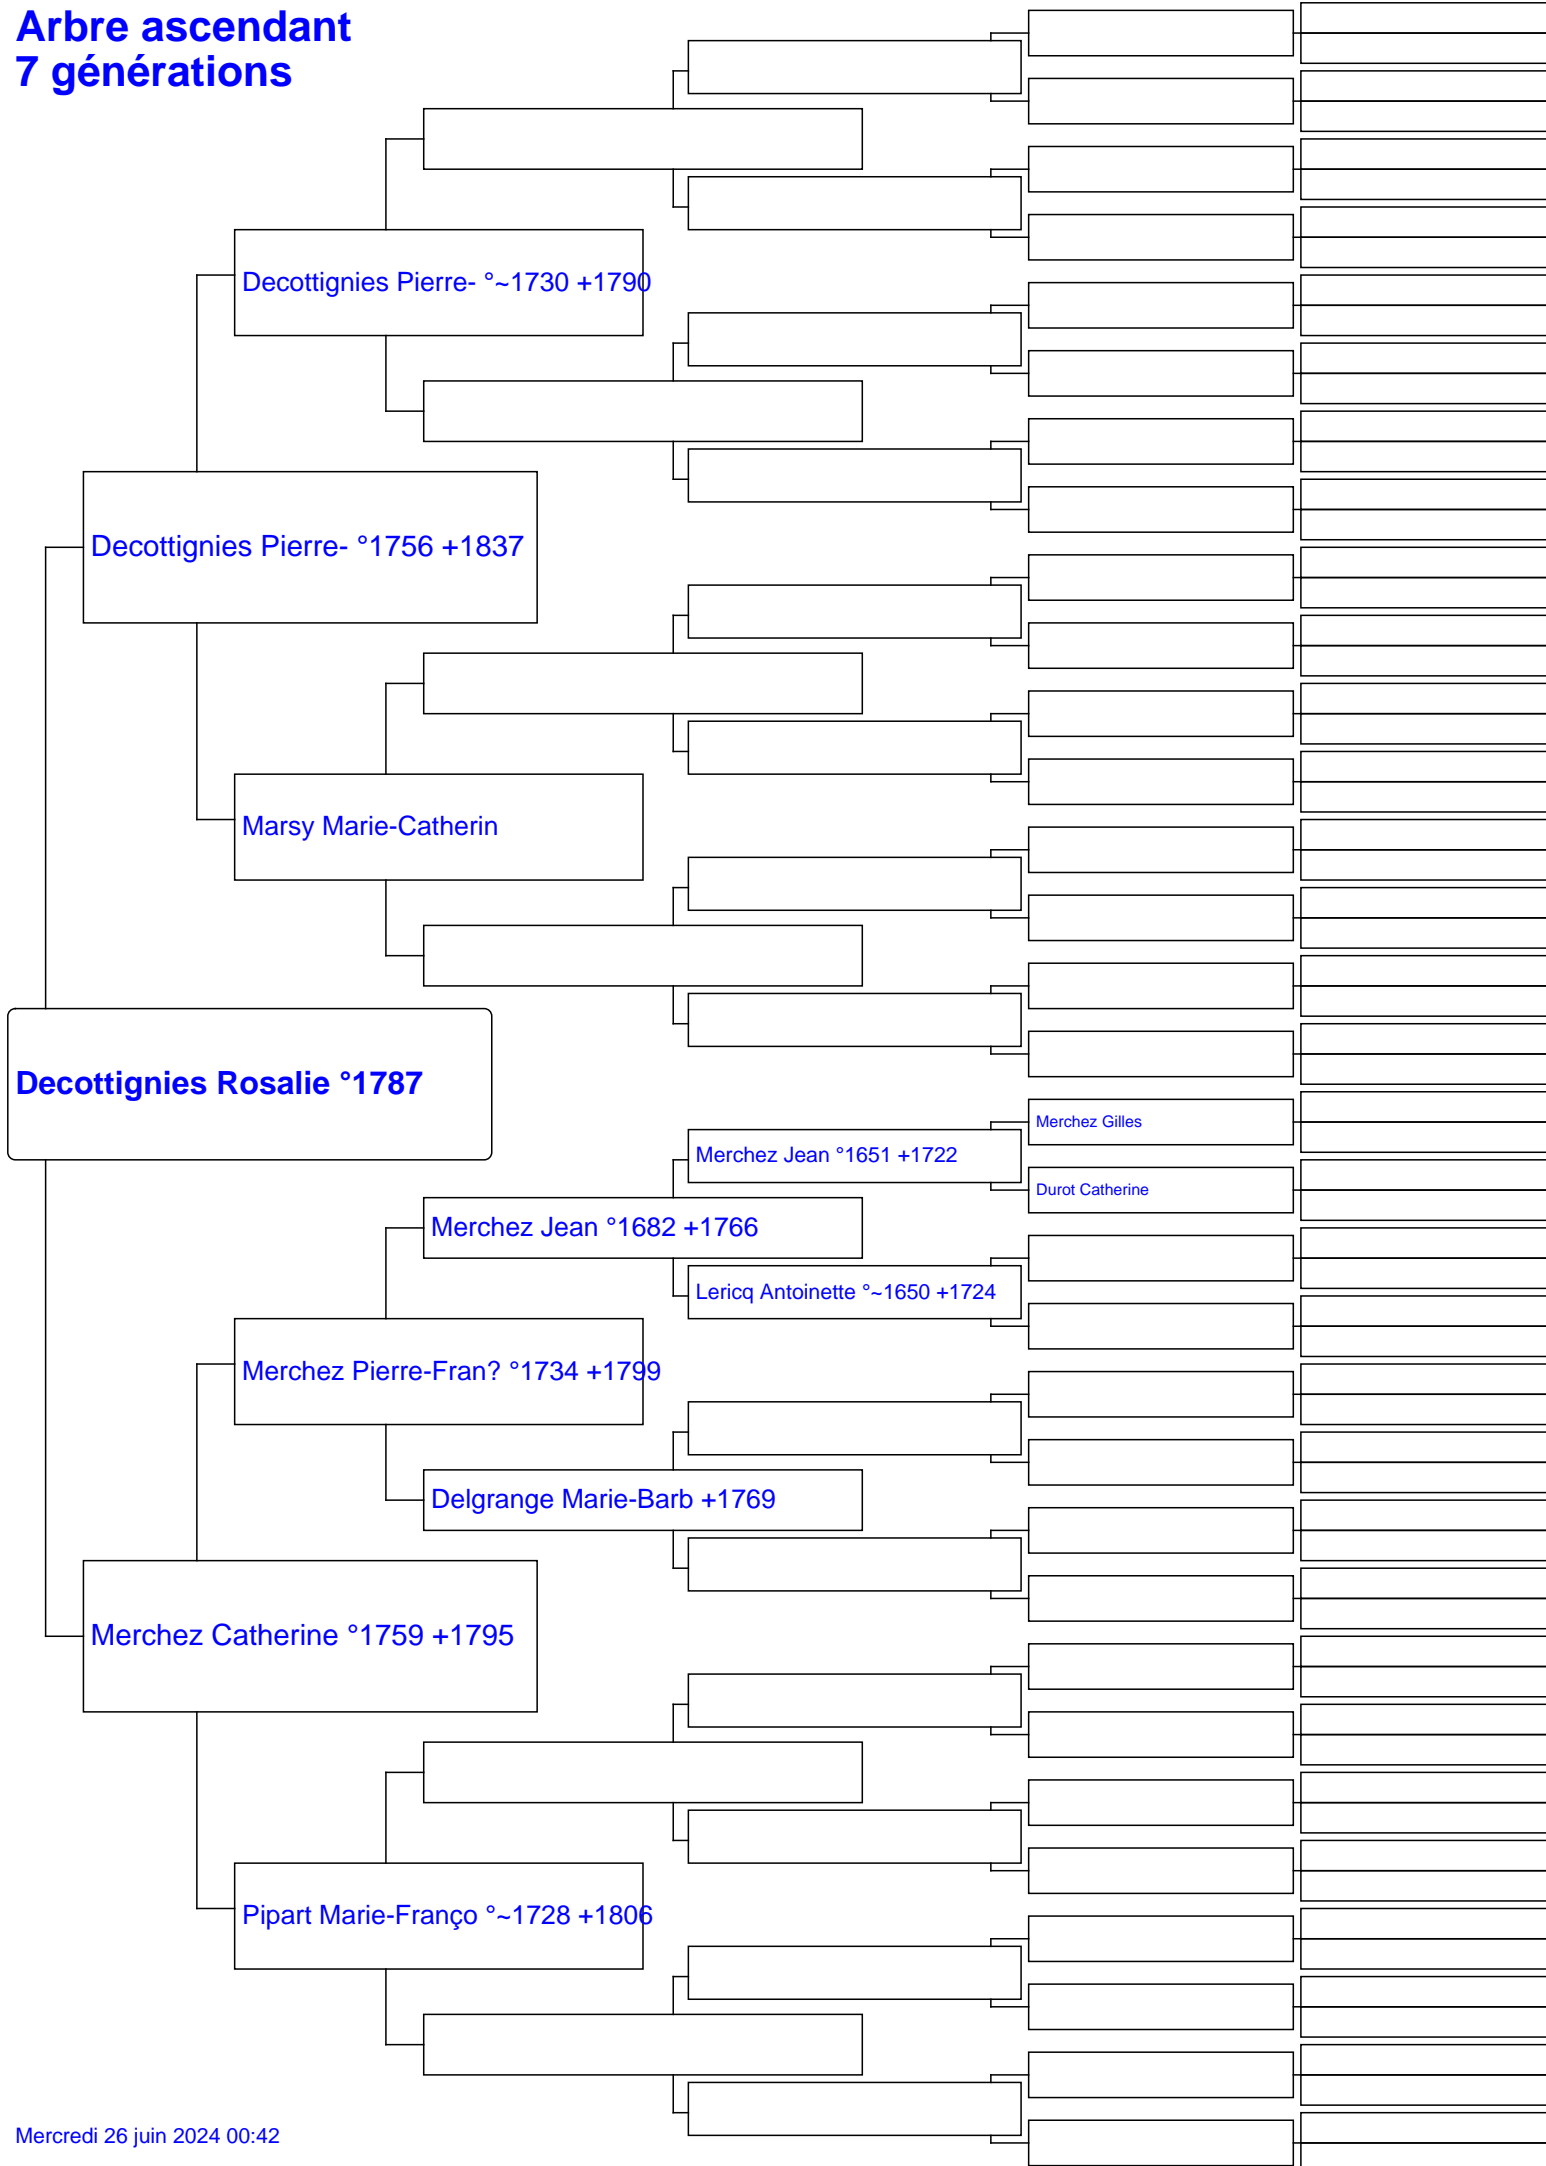 Arbre ascendant
7 générations
Decottignies Pierre- °~1730 +1790
Decottignies Pierre- °1756 +1837
Marsy Marie-Catherin
Decottignies Rosalie °1787
Merchez Gilles
Merchez Jean °1651 +1722
Durot Catherine
Merchez Jean °1682 +1766
Lericq Antoinette °~1650 +1724
Merchez Pierre-Fran? °1734 +1799
Delgrange Marie-Barb +1769
Merchez Catherine °1759 +1795
Pipart Marie-Franço °~1728 +1806
Mercredi 26 juin 2024 00:42